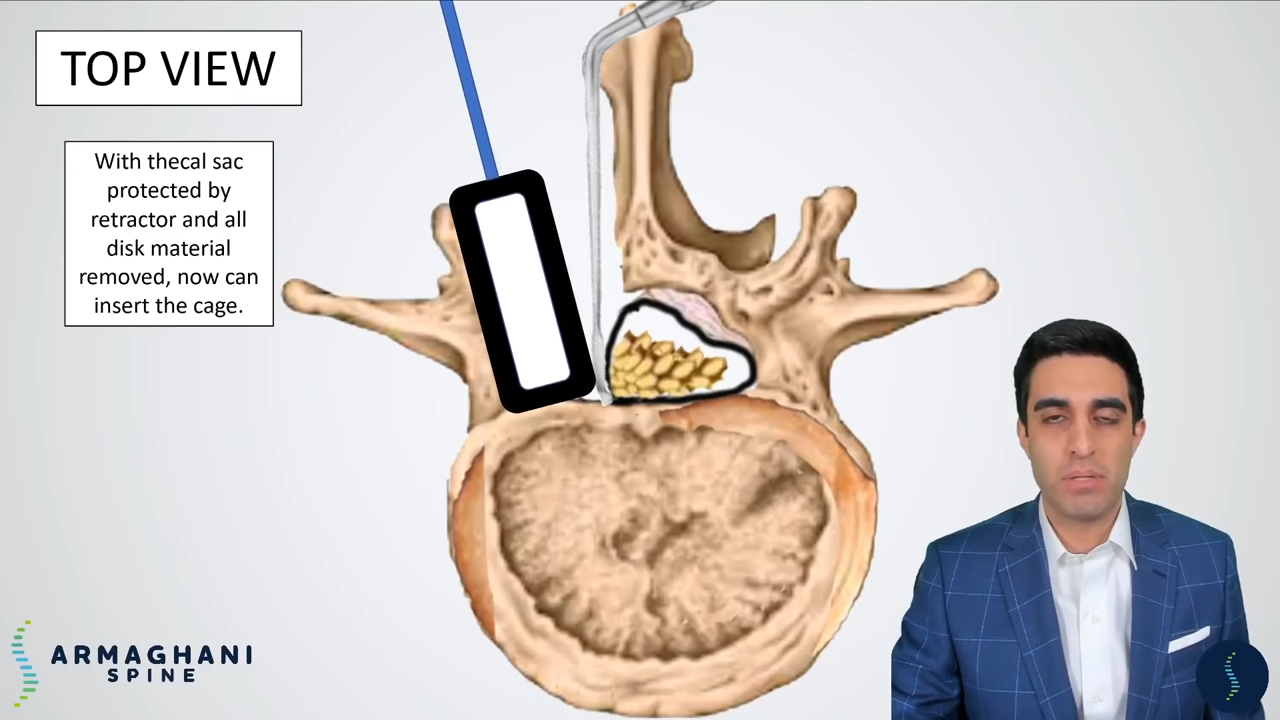 TOP VIEW
With thecal sac
protected by
retractor and all
disk material
removed, now can
insert the cage.
ARMAGHANI
SPINE